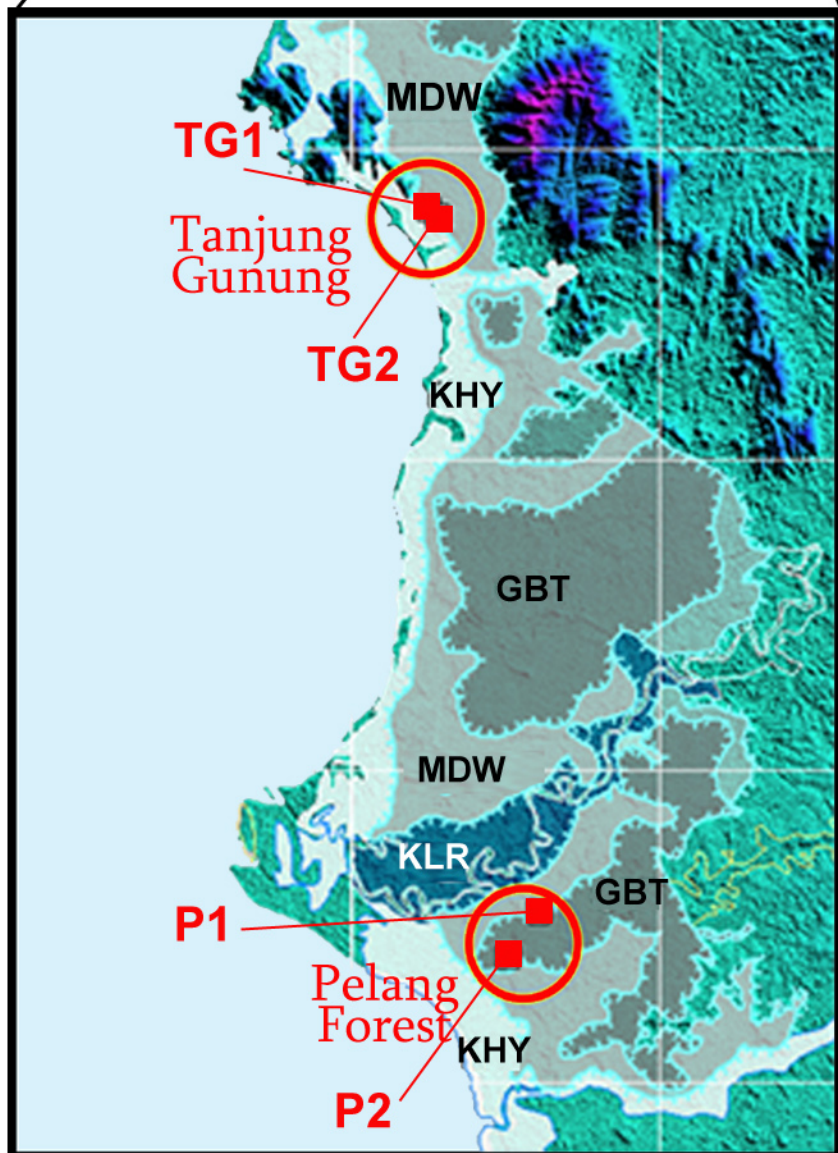 MDW
TG1
Tanjung
Gunung
TG2
KHY
GBT
MDW
KLR
GBT
P1
Pelang
Forest
KHY
P2